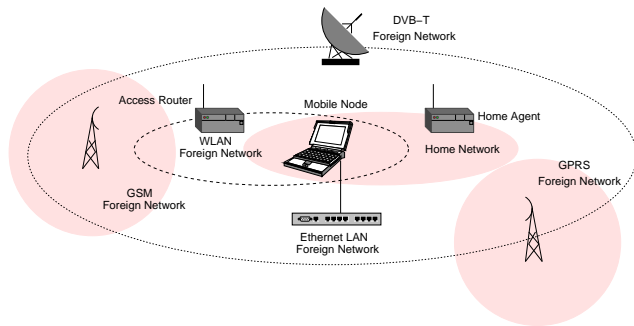 DVB–T
Foreign Network
Access Router
Mobile Node
Home Agent
WLAN
Foreign Network
Home Network
GPRS
Foreign Network
GSM
Foreign Network
Ethernet LAN
Foreign Network